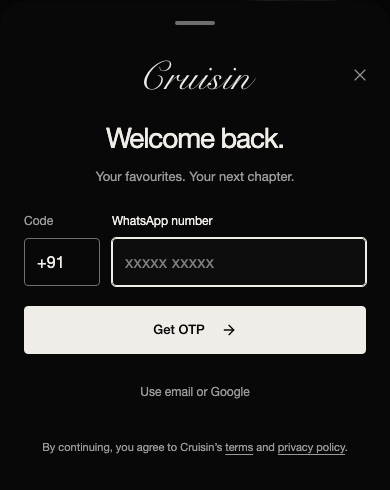 Cruisin
Welcome back.
Your favourites. Your next chapter.
Code
WhatsApp number
+91
xxxxx xxxxx
Get OTP →
Use email or Google
By continuing, you agree to Cruisin’s terms and privacy policy.